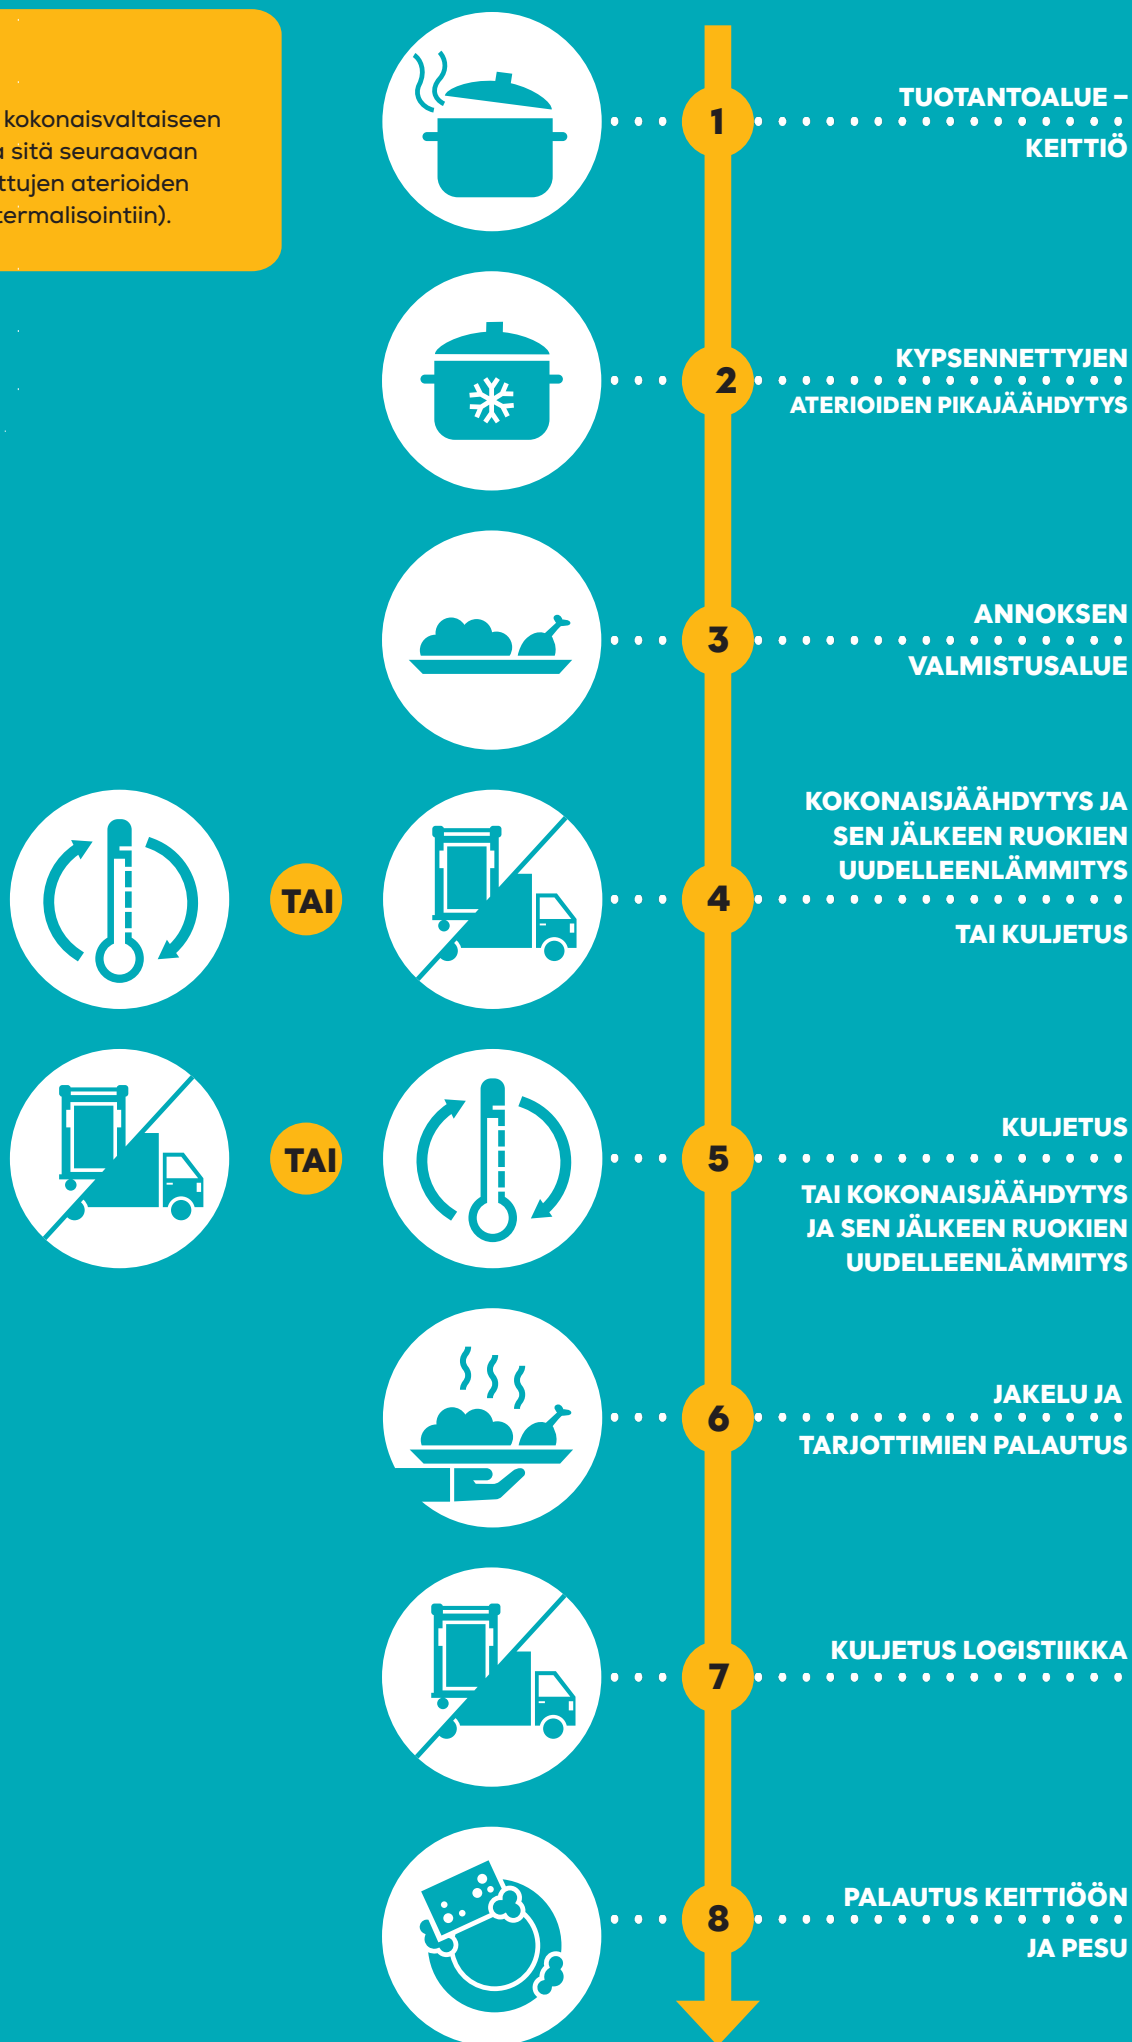 kokonaisvaltaiseen
sitä seuraavaan
ttujen aterioiden
termalisointiin).
1
TUOTANTOALUE –
KEITTIÖ
2
KYPSENNETTYJEN
ATERIOIDEN PIKAJÄÄHDYTYS
3
ANNOKSEN
VALMISTUSALUE
TAI
4
KOKONAISJÄÄHDYTYS JA
SEN JÄLKEEN RUOKIEN
UUDELLEENLÄMMITYS
TAI KULJETUS
TAI
5
KULJETUS
TAI KOKONAISJÄÄHDYTYS
JA SEN JÄLKEEN RUOKIEN
UUDELLEENLÄMMITYS
6
JAKELU JA
TARJOTTIMIEN PALAUTUS
7
KULJETUS LOGISTIIKKA
8
PALAUTUS KEITTIÖÖN
JA PESU